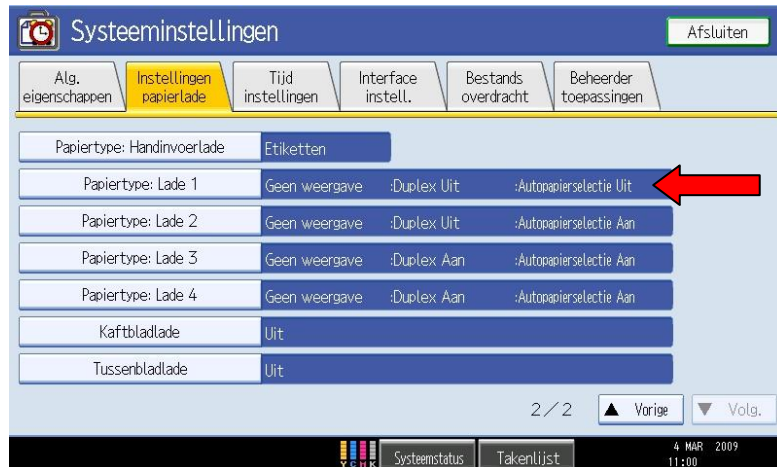 Systeeminstellingen
Afsluiten
Alg. eigenschappen
Instellingen papierlade
Tijd instellingen
Interface instell.
Bestands overdracht
Beheerder toepassingen
Papiertype: Handinvoerlade Etiketten
Papiertype: Lade 1 Geen weergave :Duplex Uit :Autopapierselectie Uit
Papiertype: Lade 2 Geen weergave :Duplex Uit :Autopapierselectie Aan
Papiertype: Lade 3 Geen weergave :Duplex Aan :Autopapierselectie Aan
Papiertype: Lade 4 Geen weergave :Duplex Aan :Autopapierselectie Aan
Kaftbladlade Uit
Tussenbladlade Uit
2/2 ▲ Vorige ▼ Volg.
Y C M K Systeemstatus Takenlijst 4 MAR 2009
11:00